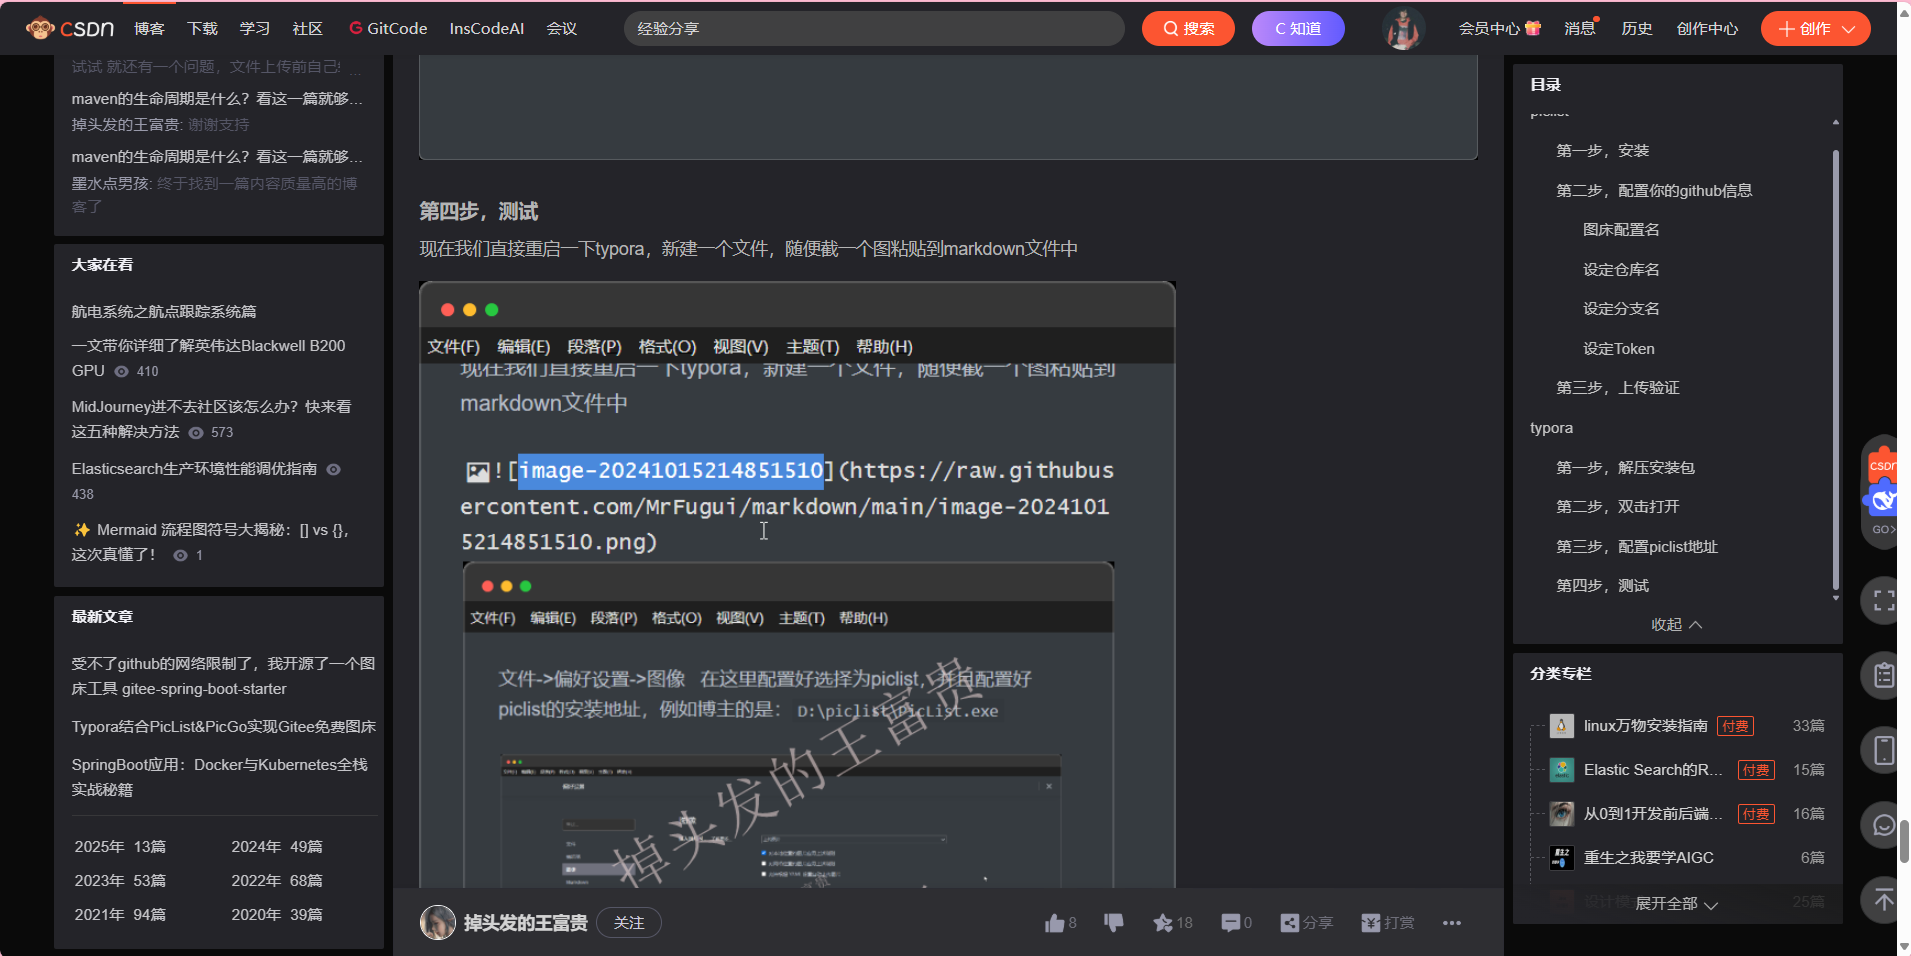 CSDN
博客
下载
学习
社区
GitCode
InsCodeAI
会议
经验分享
搜索
C 知道
会员中心
消息
历史
创作中心
创作
试试 就还有一个问题，文件上传前自己
maven的生命周期是什么？看这一篇就够...
掉头发的王富贵: 谢谢支持
maven的生命周期是什么？看这一篇就够...
墨水点男孩: 终于找到一篇内容质量高的博
客了
大家在看
航电系统之航点跟踪系统篇
一文带你详细了解英伟达Blackwell B200
GPU 410
MidJourney进不去社区该怎么办？快来看
这五种解决方法 573
Elasticsearch生产环境性能调优指南
438
✨ Mermaid 流程图符号大揭秘：[] vs {}，
这次真懂了！ 1
最新文章
受不了github的网络限制了，我开源了一个图
床工具 gitee-spring-boot-starter
Typora结合PicList&PicGo实现Gitee免费图床
SpringBoot应用：Docker与Kubernetes全栈
实战秘籍
2025年 13篇
2024年 49篇
2023年 53篇
2022年 68篇
2021年 94篇
2020年 39篇
第四步，测试
现在我们直接重启一下typora，新建一个文件，随便截一个图粘贴到markdown文件中
文件(F) 编辑(E) 段落(P) 格式(O) 视图(V) 主题(T) 帮助(H)
现在我们直接重启一下typora，新建一个文件，随便截一个图粘贴到
markdown文件中
![image-20241015214851510](https://raw.githubus
ercontent.com/MrFugui/markdown/main/image-2024101
5214851510.png)
文件(F) 编辑(E) 段落(P) 格式(O) 视图(V) 主题(T) 帮助(H)
文件->偏好设置->图像 在这里配置好选择为piclist，并且配置好
piclist的安装地址，例如博主的是： D:\piclist\PicList.exe
掉头发的王富贵
掉头发的王富贵
关注
8
18
0
分享
打赏
目录
piclist
第一步，安装
第二步，配置你的github信息
图床配置名
设定仓库名
设定分支名
设定Token
第三步，上传验证
typora
第一步，解压安装包
第二步，双击打开
第三步，配置piclist地址
第四步，测试
收起
分类专栏
linux万物安装指南 付费 33篇
Elastic Search的R... 付费 15篇
从0到1开发前后端... 付费 16篇
重生之我要学AIGC 6篇
设计模 25篇
展开全部
CSDN
GO>